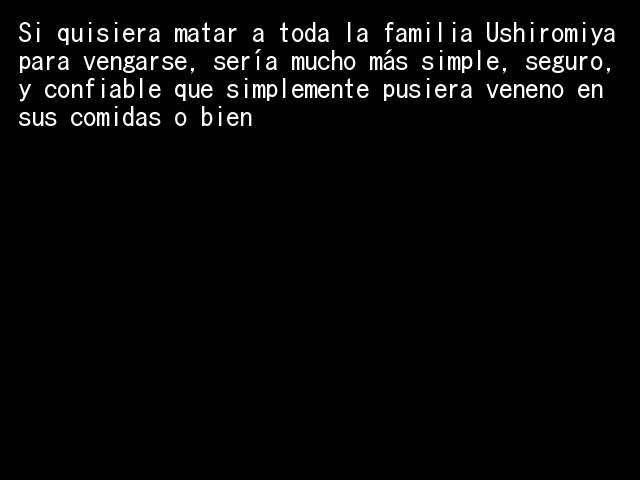 Si quisiera matar a toda la familia Ushiromiya
para vengarse, sería mucho más simple, seguro,
y confiable que simplemente pusiera veneno en
sus comidas o bien